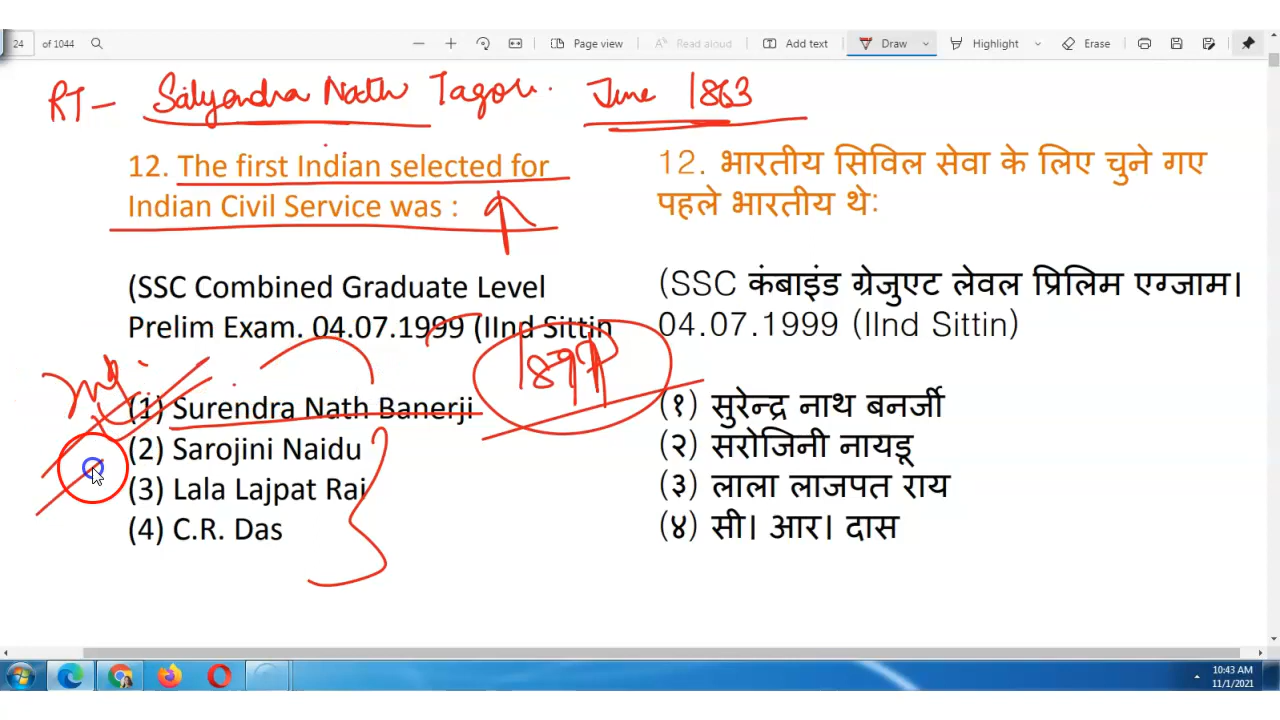 24 of 1044 Page view Read aloud Add text Draw Highlight Erase
RT- Satyendra Nath Tagore. June 1863
12. The first Indian selected for
Indian Civil Service was :
(SSC Combined Graduate Level
Prelim Exam. 04.07.1999 (IInd Sittin
(1) Surendra Nath Banerji
(2) Sarojini Naidu
(3) Lala Lajpat Rai
(4) C.R. Das
12. भारतीय सिविल सेवा के लिए चुने गए
पहले भारतीय थे:
(SSC कंबाइंड ग्रेजुएट लेवल प्रिलिम एग्जाम।
04.07.1999 (IInd Sittin)
(१) सुरेन्द्र नाथ बनर्जी
(२) सरोजिनी नायडू
(३) लाला लाजपत राय
(४) सी। आर। दास
10:43 AM
11/1/2021